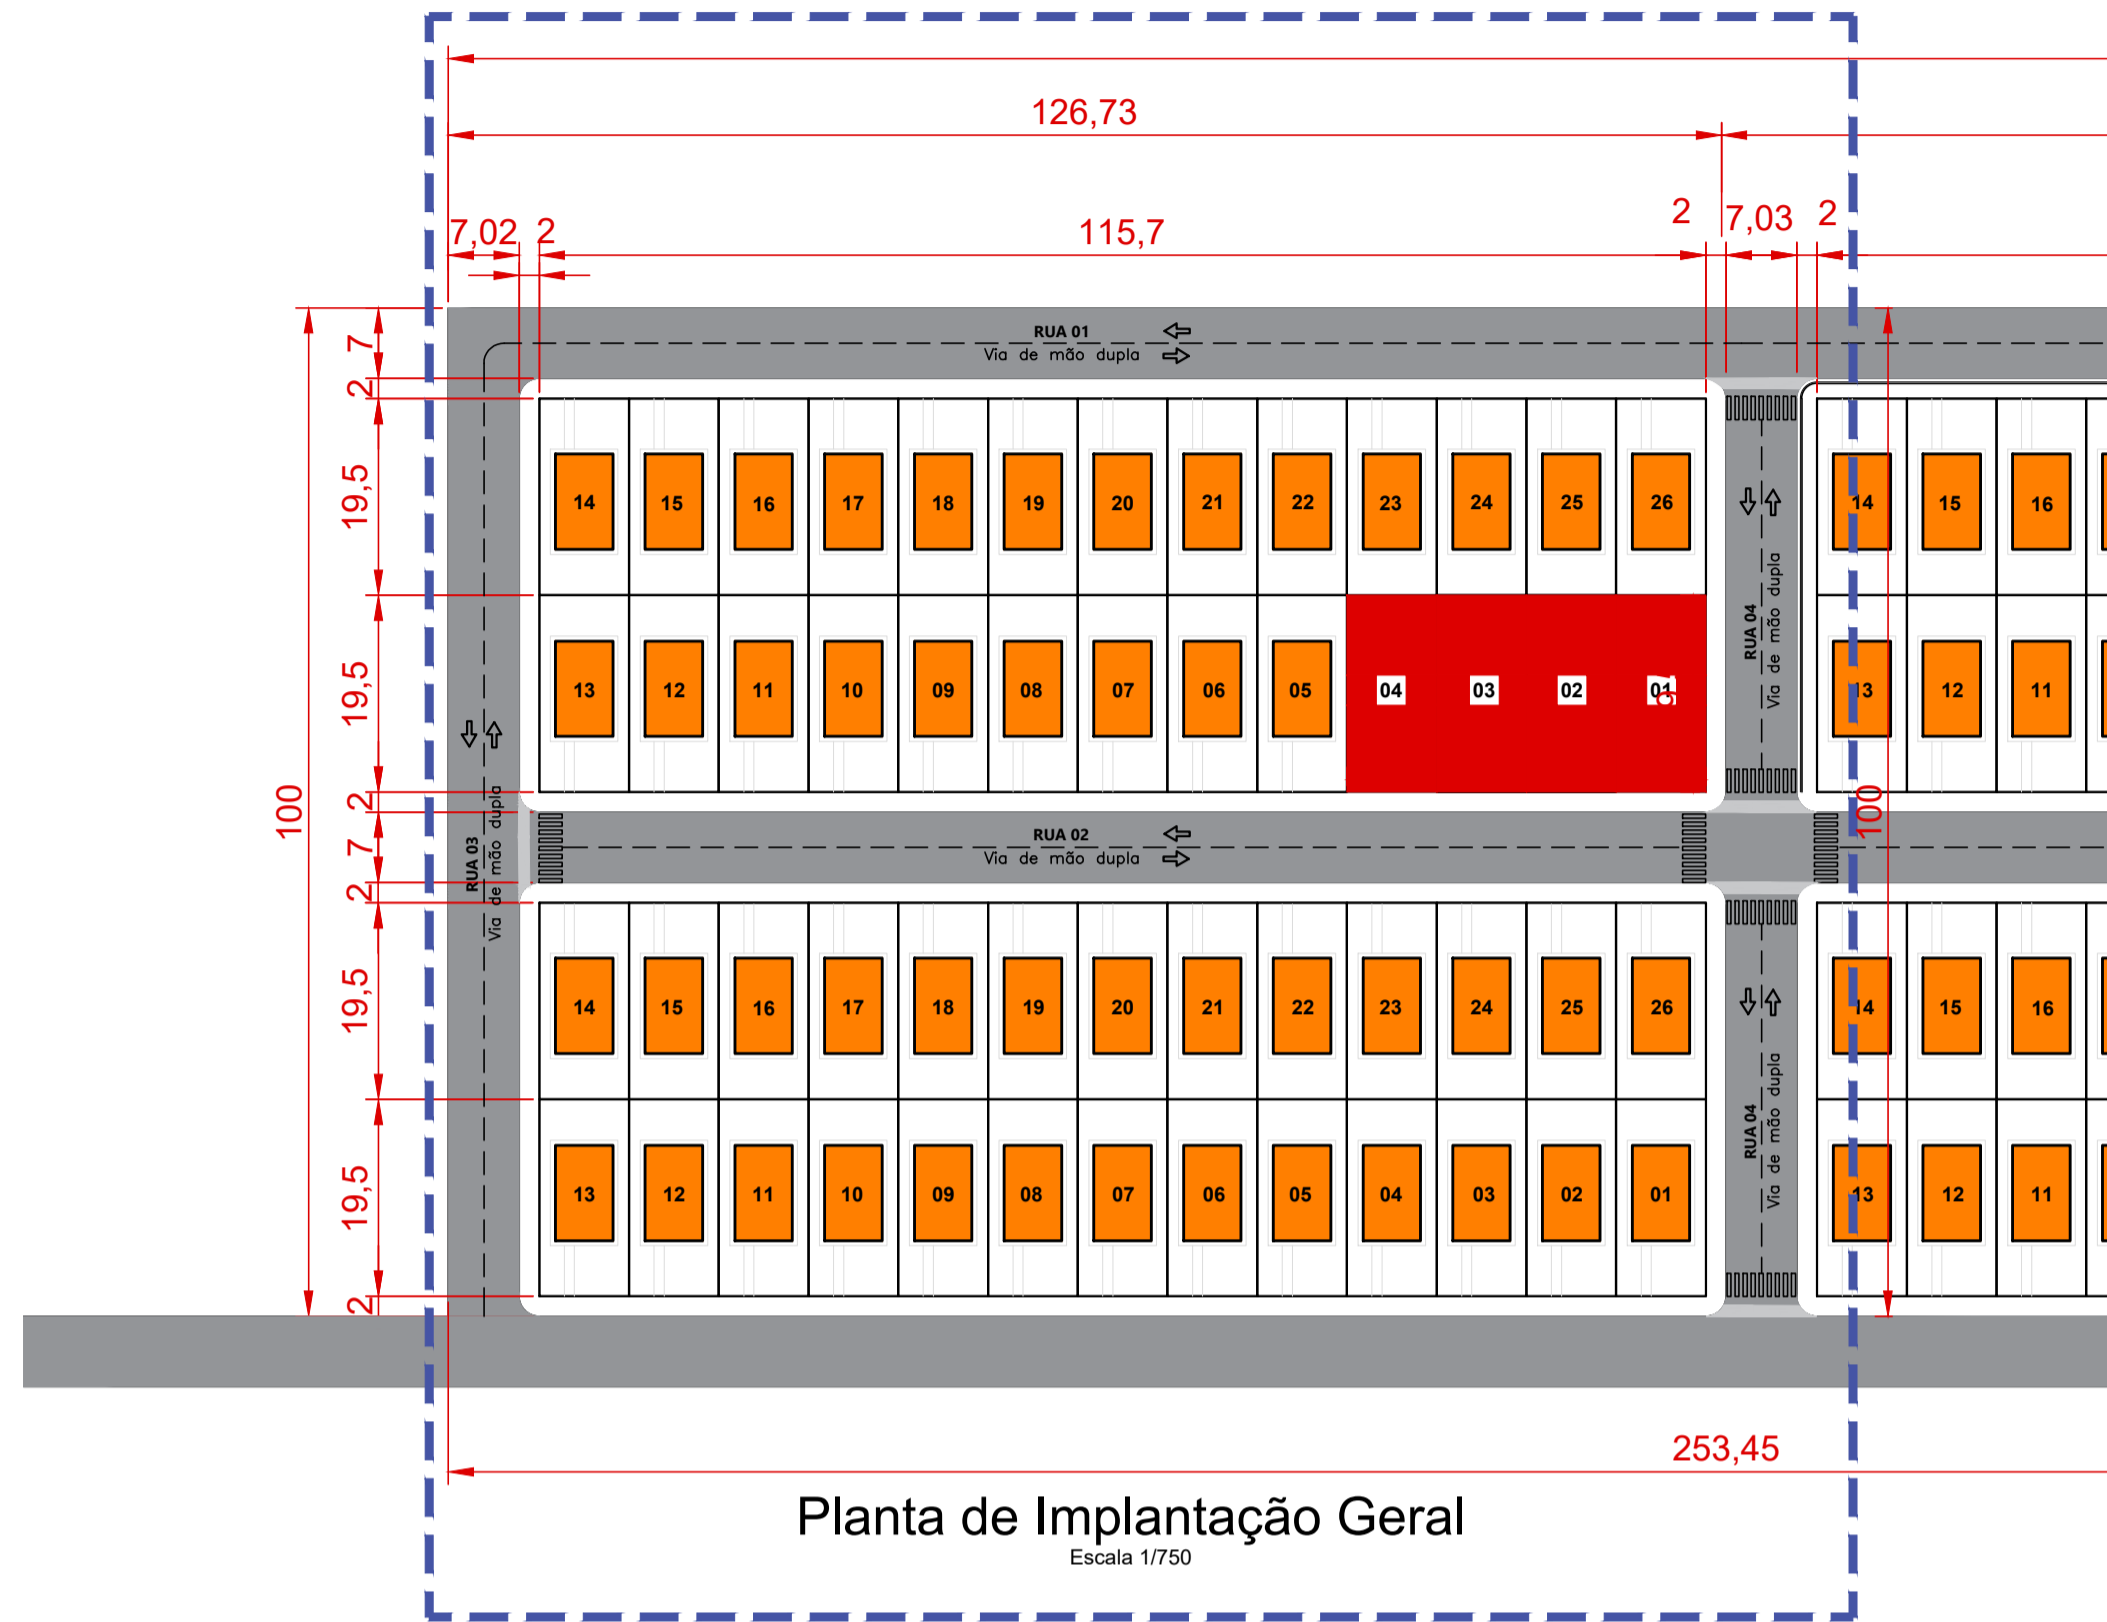 126,73
7,02 2 115,7 2 7,03 2
RUA 01
Via de mão dupla
7
2
19,5
14 15 16 17 18 19 20 21 22 23 24 25 26 14 15 16
RUA 04
Via de mão dupla
19,5
13 12 11 10 09 08 07 06 05 04 03 02 01 13 12 11
100
2
7
2
RUA 03
Via de mão dupla
RUA 02
Via de mão dupla
100
19,5
14 15 16 17 18 19 20 21 22 23 24 25 26 14 15 16
RUA 04
Via de mão dupla
19,5
13 12 11 10 09 08 07 06 05 04 03 02 01 13 12 11
2
253,45
Planta de Implantação Geral
Escala 1/750